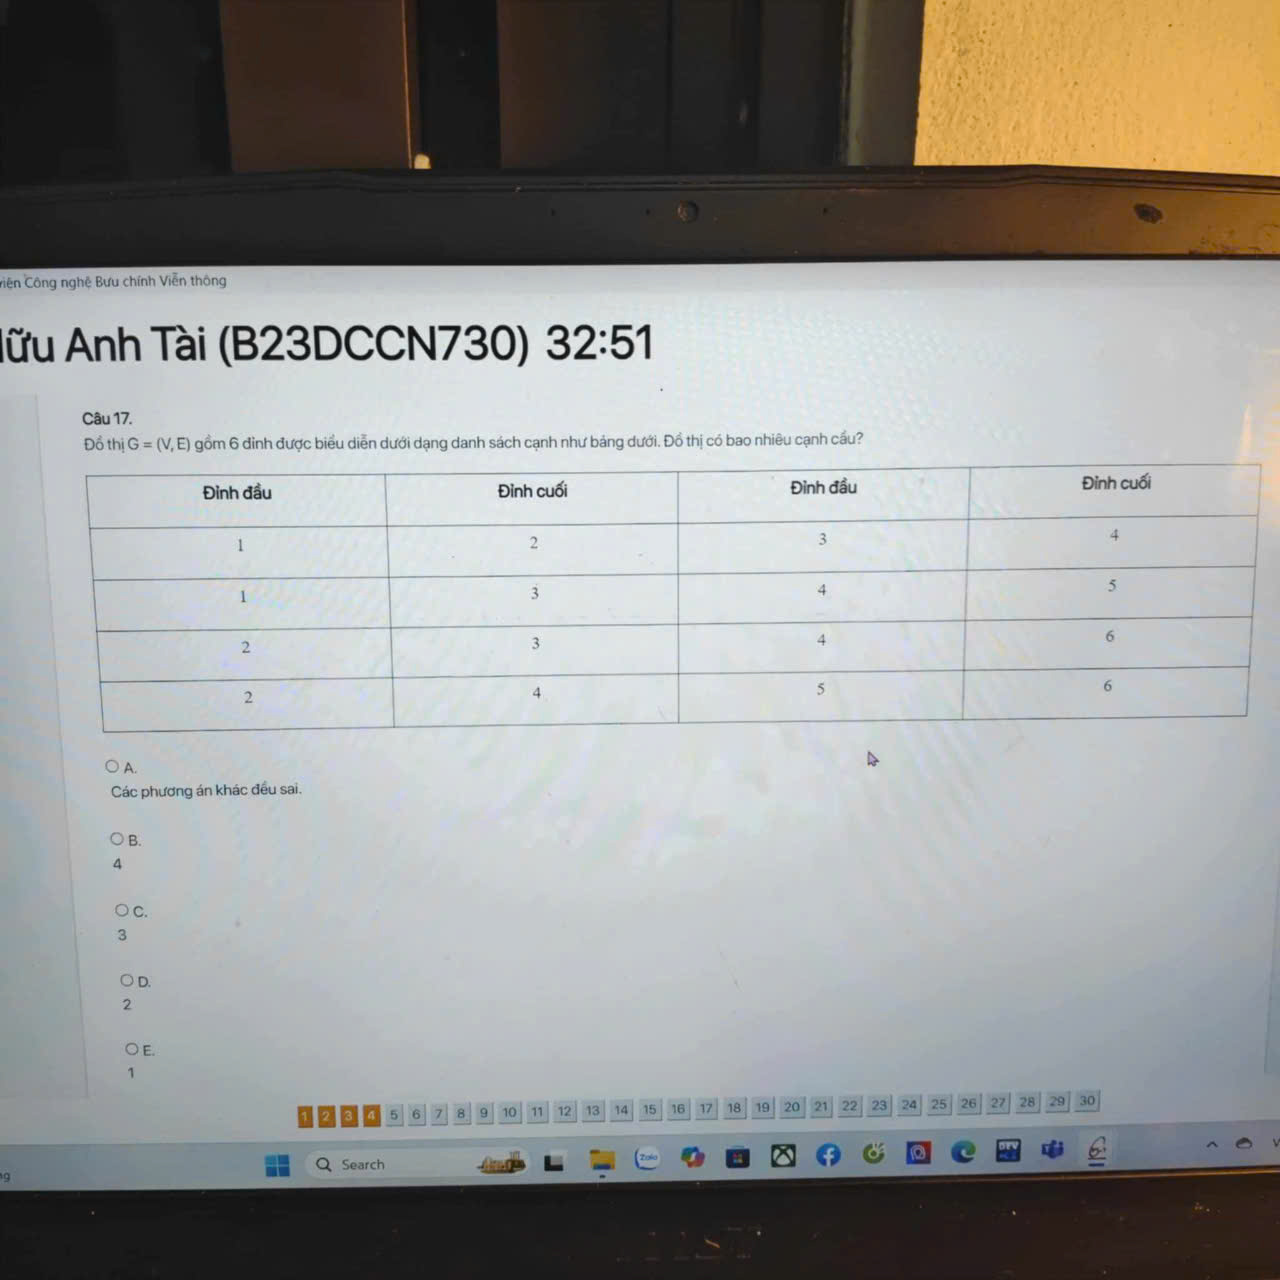 viện Công nghệ Bưu chính Viễn thông
Hữu Anh Tài (B23DCCN730) 32:51
Câu 17.
Đồ thị G = (V, E) gồm 6 đỉnh được biểu diễn dưới dạng danh sách cạnh như bảng dưới. Đồ thị có bao nhiêu cạnh cầu?
Đỉnh đầu Đỉnh cuối Đỉnh đầu Đỉnh cuối
1 2 3 4
1 3 4 5
2 3 4 6
2 4 5 6
A.
Các phương án khác đều sai.
B.
4
C.
3
D.
2
E.
1
1 2 3 4 5 6 7 8 9 10 11 12 13 14 15 16 17 18 19 20 21 22 23 24 25 26 27 28 29 30
Search
Zalo